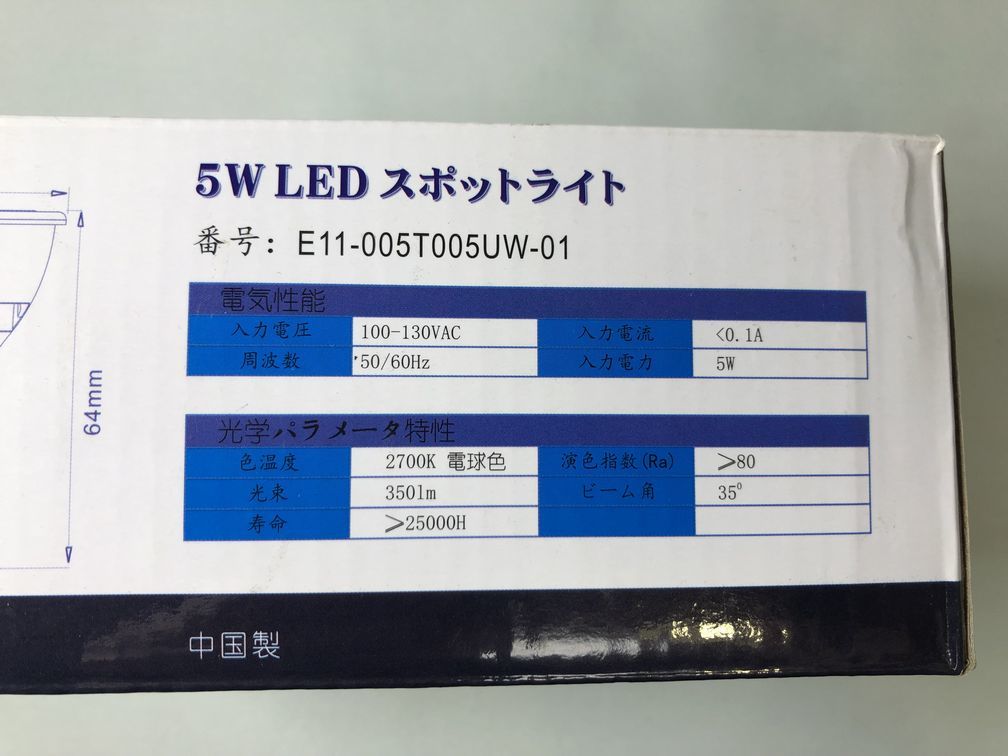 5W LED スポットライト
番号: E11-005T005UW-01
電気性能
入力電圧 100-130VAC 入力電流 <0.1A
周波数 50/60Hz 入力電力 5W
64mm
光学パラメータ特性
色温度 2700K 電球色 演色指数(Ra) ≥80
光束 350lm ビーム角 35⁰
寿命 ≥25000H
中国製